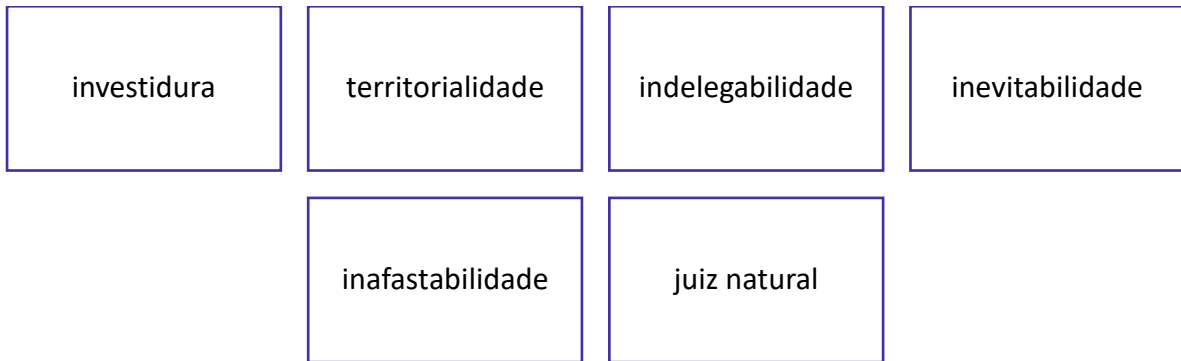 investidura
territorialidade
indelegabilidade
inevitabilidade
inafastabilidade
juiz natural